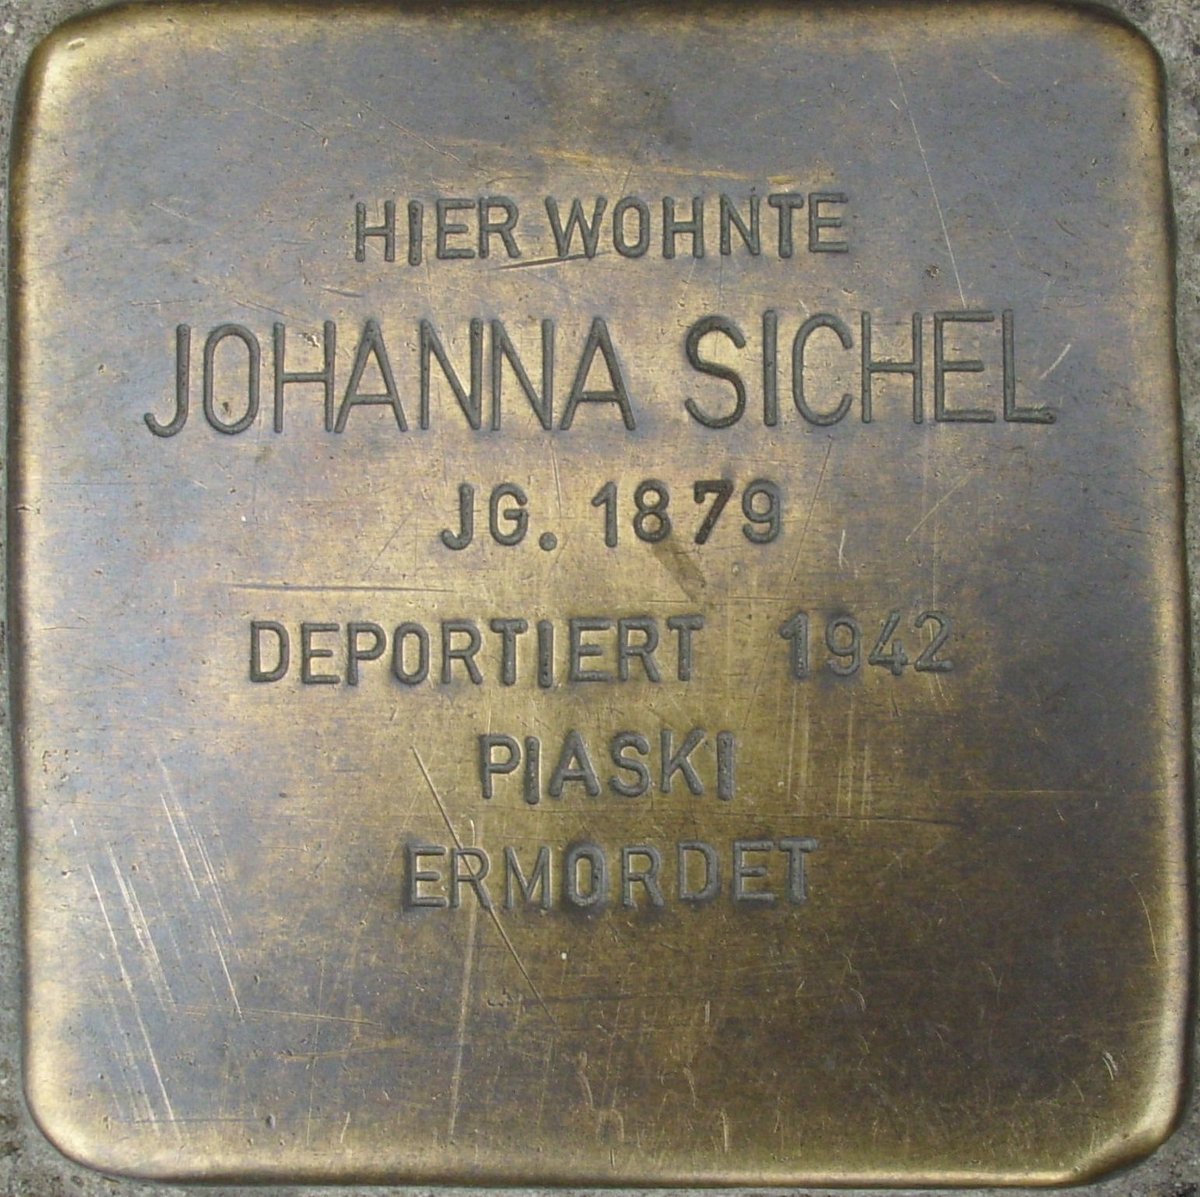 HIER WOHNTE
JOHANNA SICHEL
JG. 1879
DEPORTIERT 1942
PIASKI
ERMORDET